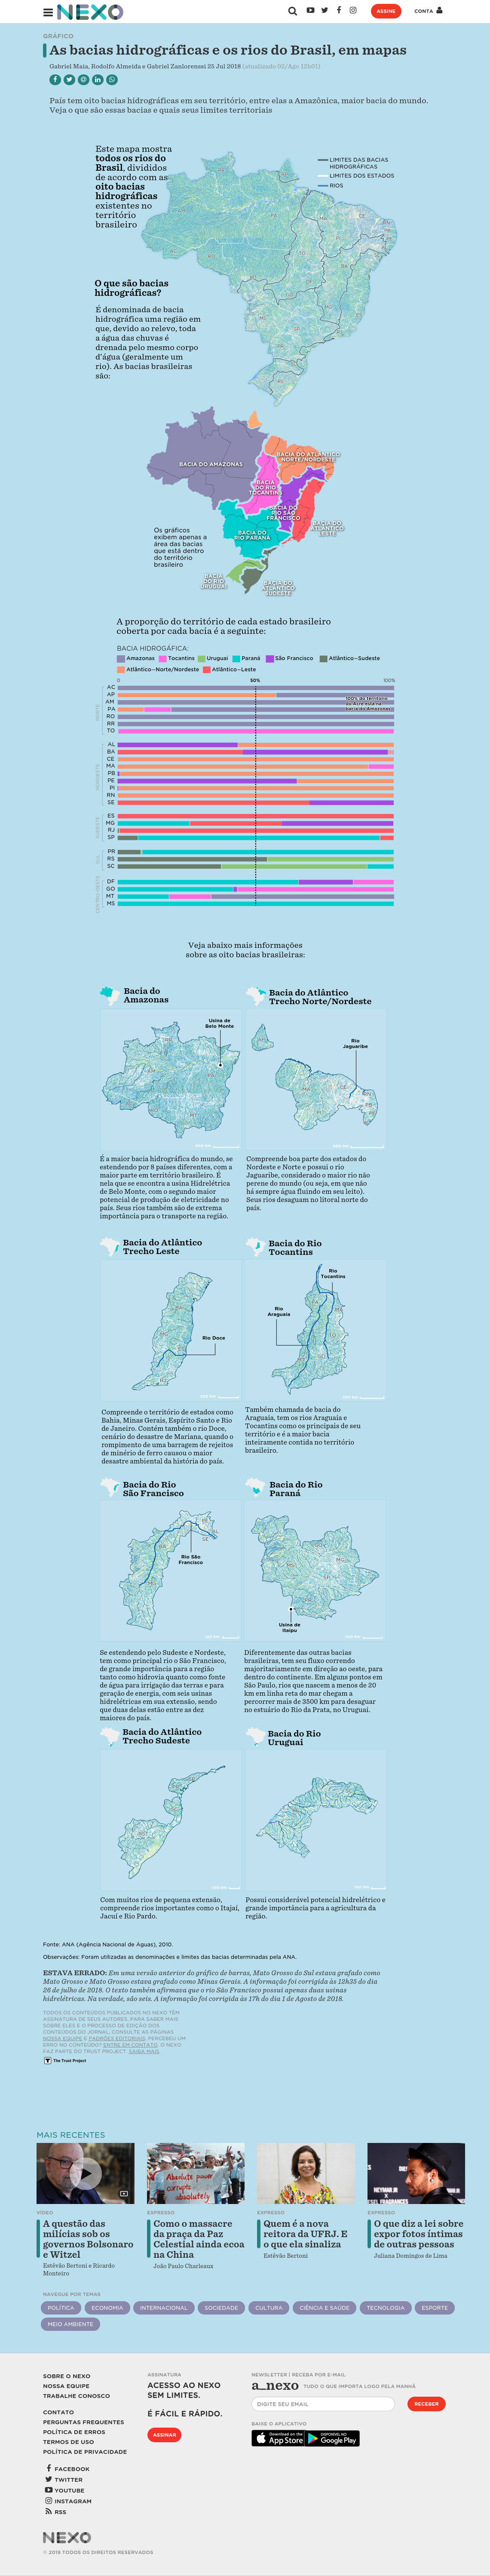 NEXO
ASSINE
CONTA
GRÁFICO
As bacias hidrográficas e os rios do Brasil, em mapas
Gabriel Maia, Rodolfo Almeida e Gabriel Zanlorenssi 25 Jul 2018 (atualizado 02/Ago 12h01)
País tem oito bacias hidrográficas em seu território, entre elas a Amazônica, maior bacia do mundo.
Veja o que são essas bacias e quais seus limites territoriais
Este mapa mostra
todos os rios do
Brasil, divididos
de acordo com as
oito bacias
hidrográficas
existentes no
território
brasileiro
LIMITES DAS BACIAS
HIDROGRÁFICAS
LIMITES DOS ESTADOS
RIOS
O que são bacias
hidrográficas?
É denominada de bacia
hidrográfica uma região em
que, devido ao relevo, toda
a água das chuvas é
drenada pelo mesmo corpo
d'água (geralmente um
rio). As bacias brasileiras
são:
BACIA DO AMAZONAS
BACIA DO ATLÂNTICO
NORTE/NORDESTE
BACIA
DO RIO
TOCANTINS
BACIA DO
RIO SÃO
FRANCISCO
BACIA DO
ATLÂNTICO
LESTE
BACIA DO
RIO PARANÁ
BACIA
DO RIO
URUGUAI
BACIA DO
ATLÂNTICO
SUDESTE
Os gráficos
exibem apenas a
área das bacias
que está dentro
do território
brasileiro
A proporção do território de cada estado brasileiro
coberta por cada bacia é a seguinte:
BACIA HIDROGÁFICA:
Amazonas Tocantins Uruguai Paraná São Francisco Atlântico–Sudeste
Atlântico–Norte/Nordeste Atlântico–Leste
0 50% 100%
NORTE
AC
AP
AM
PA
RO
RR
TO
100% do território
do Acre está na
bacia do Amazonas
NORDESTE
AL
BA
CE
MA
PB
PE
PI
RN
SE
SUDESTE
ES
MG
RJ
SP
SUL
PR
RS
SC
CENTRO-OESTE
DF
GO
MT
MS
Veja abaixo mais informações
sobre as oito bacias brasileiras:
Bacia do
Amazonas
Usina de
Belo Monte
É a maior bacia hidrográfica do mundo, se
estendendo por 8 países diferentes, com a
maior parte em território brasileiro. É
nela que se encontra a usina Hidrelétrica
de Belo Monte, com o segundo maior
potencial de produção de eletricidade no
país. Seus rios também são de extrema
importância para o transporte na região.
Bacia do Atlântico
Trecho Norte/Nordeste
Rio
Jaguaribe
Compreende boa parte dos estados do
Nordeste e Norte e possui o rio
Jaguaribe, considerado o maior rio não
perene do mundo (ou seja, em que não
há sempre água fluindo em seu leito).
Seus rios desaguam no litoral norte do
país.
Bacia do Atlântico
Trecho Leste
Rio Doce
Compreende o território de estados como
Bahia, Minas Gerais, Espírito Santo e Rio
de Janeiro. Contém também o rio Doce,
cenário do desastre de Mariana, quando o
rompimento de uma barragem de rejeitos
de minério de ferro causou o maior
desastre ambiental da história do país.
Bacia do Rio
Tocantins
Rio
Tocantins
Rio
Araguaia
Também chamada de bacia do
Araguaia, tem os rios Araguaia e
Tocantins como os principais de seu
território e é a maior bacia
inteiramente contida no território
brasileiro.
Bacia do Rio
São Francisco
Rio São
Francisco
Se estendendo pelo Sudeste e Nordeste,
tem como principal rio o São Francisco,
de grande importância para a região
tanto como hidrovia quanto como fonte
de água para irrigação das terras e para
geração de energia, com seis usinas
hidrelétricas em sua extensão, sendo
que duas delas estão entre as dez
maiores do país.
Bacia do Rio
Paraná
Usina de
Itaipu
Diferentemente das outras bacias
brasileiras, tem seu fluxo correndo
majoritariamente em direção ao oeste, para
dentro do continente. Em alguns pontos em
São Paulo, rios que nascem a menos de 20
km em linha reta do mar chegam a
percorrer mais de 3500 km para desaguar
no estuário do Rio da Prata, no Uruguai.
Bacia do Atlântico
Trecho Sudeste
Com muitos rios de pequena extensão,
compreende rios importantes como o Itajaí,
Jacuí e Rio Pardo.
Bacia do Rio
Uruguai
Possui considerável potencial hidrelétrico e
grande importância para a agricultura da
região.
Fonte: ANA (Agência Nacional de Águas), 2010.
Observações: Foram utilizadas as denominações e limites das bacias determinadas pela ANA.
ESTAVA ERRADO: Em uma versão anterior do gráfico de barras, Mato Grosso do Sul estava grafado como
Mato Grosso e Mato Grosso estava grafado como Minas Gerais. A informação foi corrigida às 12h35 do dia
26 de julho de 2018. O texto também afirmava que o rio São Francisco possui apenas duas usinas
hidrelétricas. Na verdade, são seis. A informação foi corrigida às 17h do dia 1 de Agosto de 2018.
TODOS OS CONTEÚDOS PUBLICADOS NO NEXO TÊM
ASSINATURA DE SEUS AUTORES. PARA SABER MAIS
SOBRE ELES E O PROCESSO DE EDIÇÃO DOS
CONTEÚDOS DO JORNAL, CONSULTE AS PÁGINAS
NOSSA EQUIPE E PADRÕES EDITORIAIS. PERCEBEU UM
ERRO NO CONTEÚDO? ENTRE EM CONTATO. O NEXO
FAZ PARTE DO TRUST PROJECT. SAIBA MAIS.
The Trust Project
MAIS RECENTES
Absolute power
corrupts
absolutely
VÍDEO
A questão das
milícias sob os
governos Bolsonaro
e Witzel
Estêvão Bertoni e Ricardo
Monteiro
EXPRESSO
Como o massacre
da praça da Paz
Celestial ainda ecoa
na China
João Paulo Charleaux
EXPRESSO
Quem é a nova
reitora da UFRJ. E
o que ela sinaliza
Estêvão Bertoni
EXPRESSO
O que diz a lei sobre
expor fotos íntimas
de outras pessoas
Juliana Domingos de Lima
NAVEGUE POR TEMAS
POLÍTICA ECONOMIA INTERNACIONAL SOCIEDADE CULTURA CIÊNCIA E SAÚDE TECNOLOGIA ESPORTE
MEIO AMBIENTE
SOBRE O NEXO
NOSSA EQUIPE
TRABALHE CONOSCO
CONTATO
PERGUNTAS FREQUENTES
POLÍTICA DE ERROS
TERMOS DE USO
POLÍTICA DE PRIVACIDADE
FACEBOOK
TWITTER
YOUTUBE
INSTAGRAM
RSS
ASSINATURA
ACESSO AO NEXO
SEM LIMITES.
É FÁCIL E RÁPIDO.
ASSINAR
NEWSLETTER | RECEBA POR E-MAIL
a_nexo TUDO O QUE IMPORTA LOGO PELA MANHÃ
DIGITE SEU EMAIL
RECEBER
BAIXE O APLICATIVO
Download on the
App Store
DISPONÍVEL NO
Google Play
NEXO
© 2019 TODOS OS DIREITOS RESERVADOS